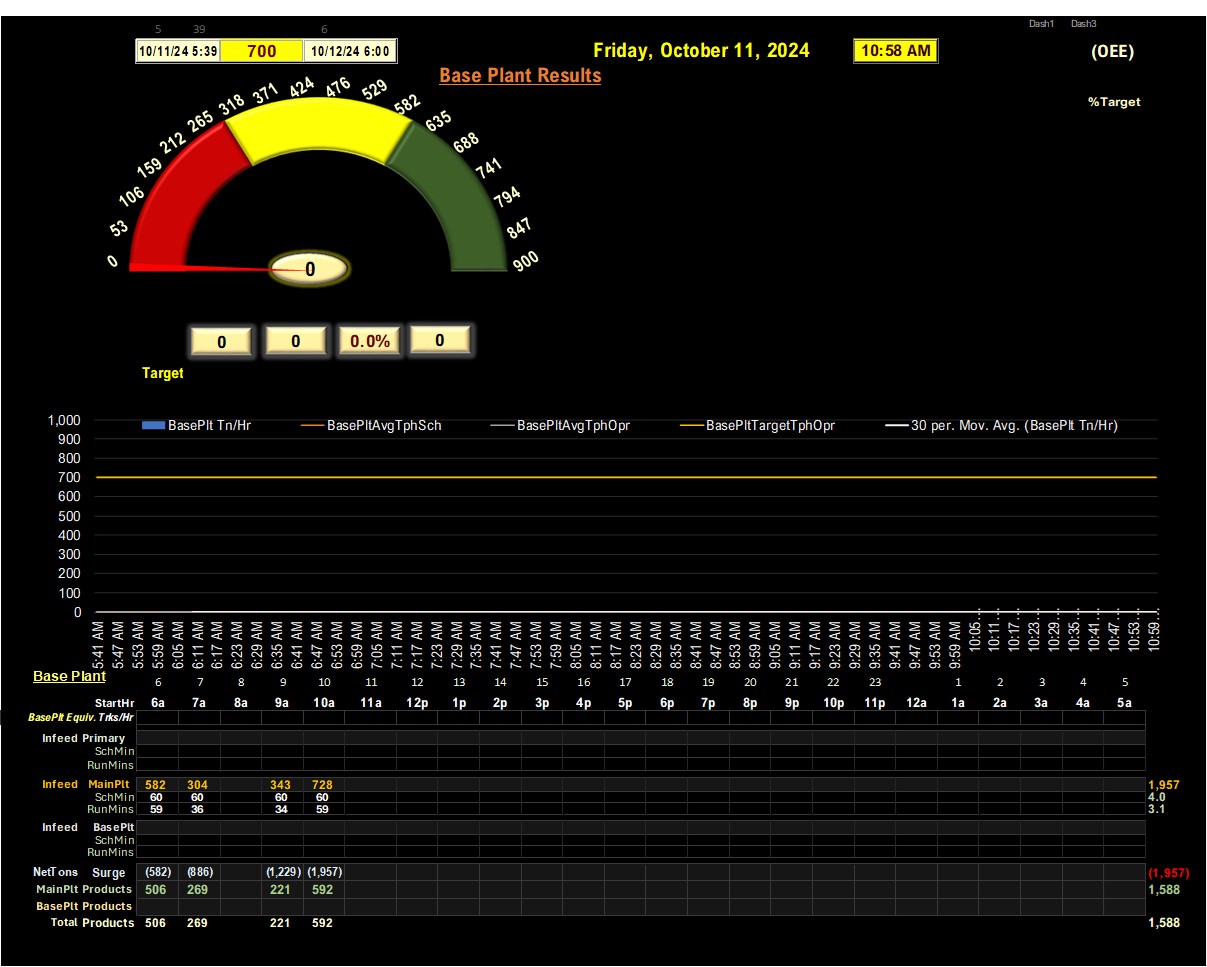 Dash1 Dash3
5 39 6
10/11/24 5:39 700 10/12/24 6:00 Friday, October 11, 2024 10:58 AM (OEE)
Base Plant Results
%Target
0 53 106 159 212 265 318 371 424 476 529 582 635 688 741 794 847 900
0
0 0 0.0% 0
Target
BasePlt Tn/Hr BasePltAvgTphSch BasePltAvgTphOpr BasePltTargetTphOpr 30 per. Mov. Avg. (BasePlt Tn/Hr)
1,000
900
800
700
600
500
400
300
200
100
0
5:41 AM 5:47 AM 5:53 AM 5:59 AM 6:05 AM 6:11 AM 6:17 AM 6:23 AM 6:29 AM 6:35 AM 6:41 AM 6:47 AM 6:53 AM 6:59 AM 7:05 AM 7:11 AM 7:17 AM 7:23 AM 7:29 AM 7:35 AM 7:41 AM 7:47 AM 7:53 AM 7:59 AM 8:05 AM 8:11 AM 8:17 AM 8:23 AM 8:29 AM 8:35 AM 8:41 AM 8:47 AM 8:53 AM 8:59 AM 9:05 AM 9:11 AM 9:17 AM 9:23 AM 9:29 AM 9:35 AM 9:41 AM 9:47 AM 9:53 AM 9:59 AM 10:05... 10:11... 10:17... 10:23... 10:29... 10:35... 10:41... 10:47... 10:53... 10:59...
Base Plant 6 7 8 9 10 11 12 13 14 15 16 17 18 19 20 21 22 23 1 2 3 4 5
StartHr 6a 7a 8a 9a 10a 11a 12p 1p 2p 3p 4p 5p 6p 7p 8p 9p 10p 11p 12a 1a 2a 3a 4a 5a
BasePlt Equiv. Trks/Hr
Infeed Primary
SchMin
RunMins
Infeed MainPlt 582 304 343 728 1,957
SchMin 60 60 60 60 4.0
RunMins 59 36 34 59 3.1
Infeed BasePlt
SchMin
RunMins
NetTons Surge (582) (886) (1,229) (1,957) (1,957)
MainPlt Products 506 269 221 592 1,588
BasePlt Products
Total Products 506 269 221 592 1,588